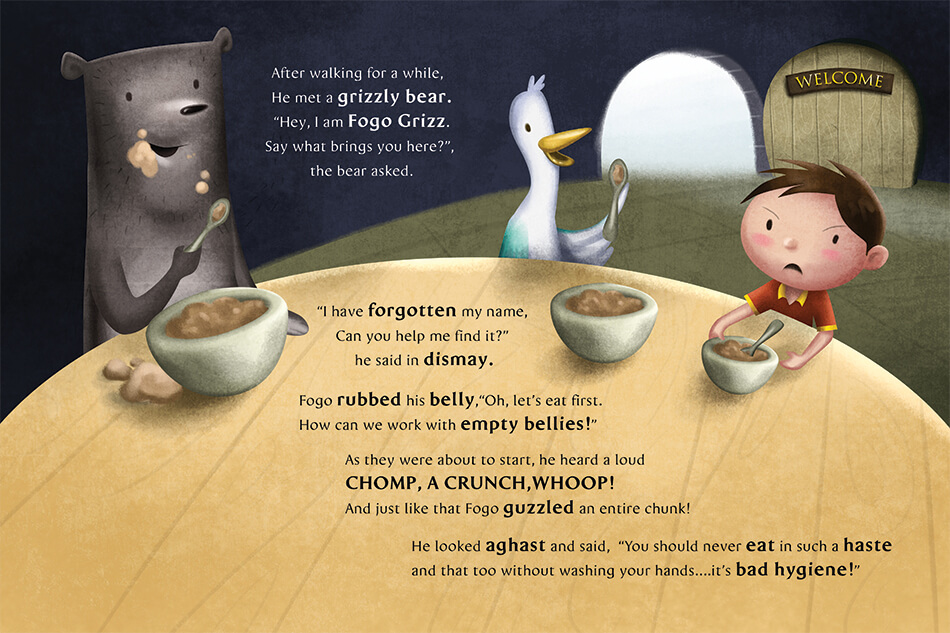 After walking for a while,
He met a grizzly bear.
“Hey, I am Fogo Grizz.
Say what brings you here?”,
the bear asked.
WELCOME
“I have forgotten my name,
Can you help me find it?”
he said in dismay.
Fogo rubbed his belly,“Oh, let’s eat first.
How can we work with empty bellies!”
As they were about to start, he heard a loud
CHOMP, A CRUNCH,WHOOP!
And just like that Fogo guzzled an entire chunk!
He looked aghast and said, “You should never eat in such a haste
and that too without washing your hands....it’s bad hygiene!”